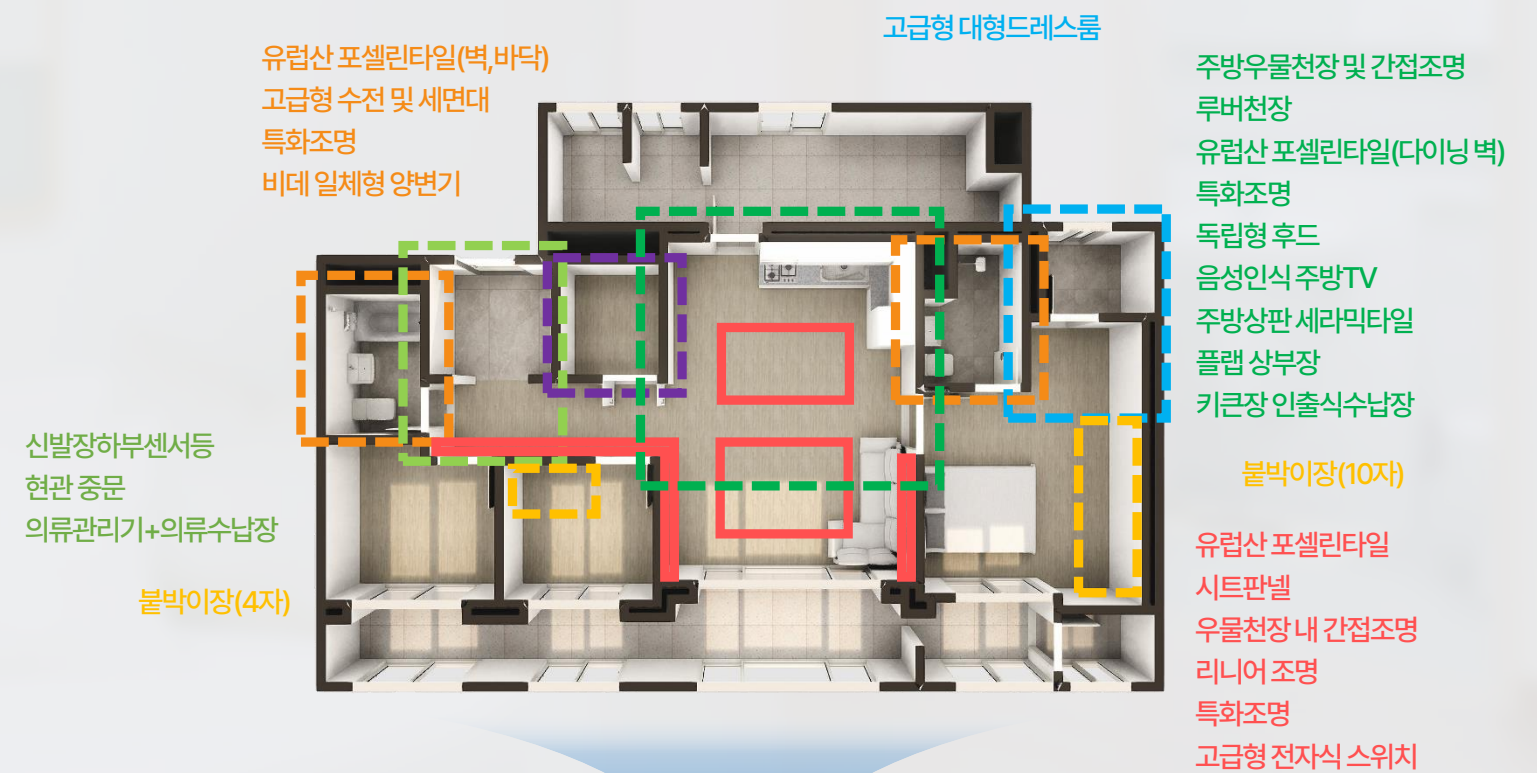 고급형 대형드레스룸
유럽산 포셀린타일(벽,바닥)
고급형 수전 및 세면대
특화조명
비데 일체형 양변기
주방우물천장 및 간접조명
루버천장
유럽산 포셀린타일(다이닝 벽)
특화조명
독립형 후드
음성인식 주방TV
주방상판 세라믹타일
플랩 상부장
키큰장 인출식수납장
신발장하부센서등
현관 중문
의류관리기+의류수납장
붙박이장(4자)
붙박이장(10자)
유럽산 포셀린타일
시트판넬
우물천장 내 간접조명
리니어 조명
특화조명
고급형 전자식 스위치